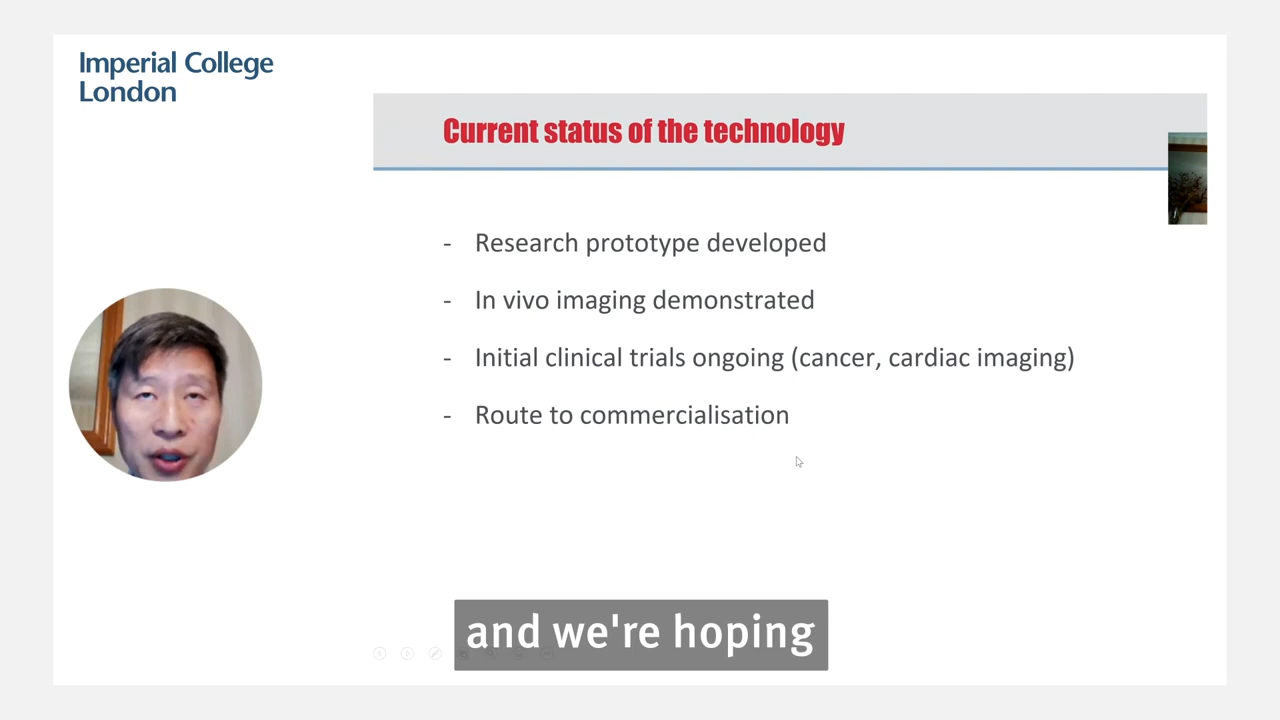 Imperial College
London
Current status of the technology
- Research prototype developed
- In vivo imaging demonstrated
- Initial clinical trials ongoing (cancer, cardiac imaging)
- Route to commercialisation
and we're hoping